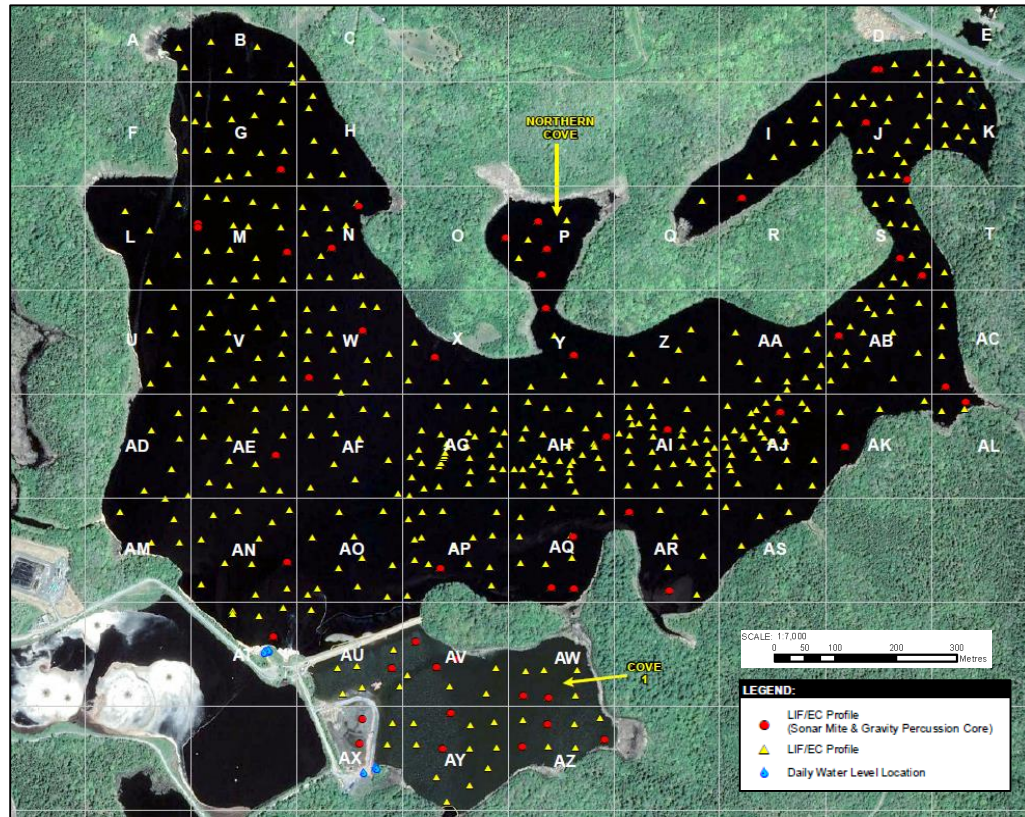 A B C D E
F G H I J K
NORTHERN
COVE
L M N O P Q R S T
U V W X Y Z AA AB AC
AD AE AF AG AH AI AJ AK AL
AM AN AO AP AQ AR AS
AT AU AV AW
COVE
1
AX AY AZ
SCALE: 1:7,000
0 50 100 200 300
Metres
LEGEND:
LIF/EC Profile
(Sonar Mite & Gravity Percussion Core)
LIF/EC Profile
Daily Water Level Location